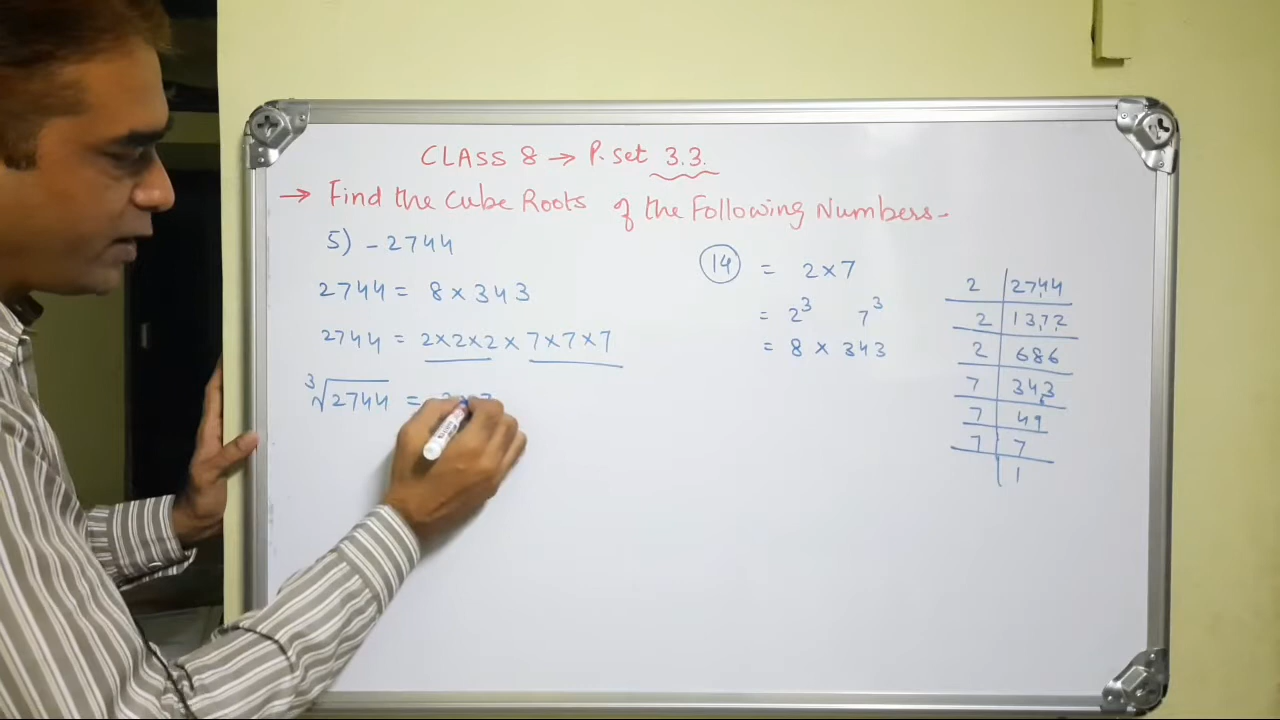 CLASS 8 → P. Set 3.3.
→ Find the Cube Roots of the Following Numbers.
5) - 2744
2744 = 8 × 343
2744 = 2×2×2 × 7×7×7
∛2744 =
14 = 2×7
= 2³ 7³
= 8 × 343
2 | 2744
2 | 1372
2 | 686
7 | 343
7 | 49
7 | 7
| 1